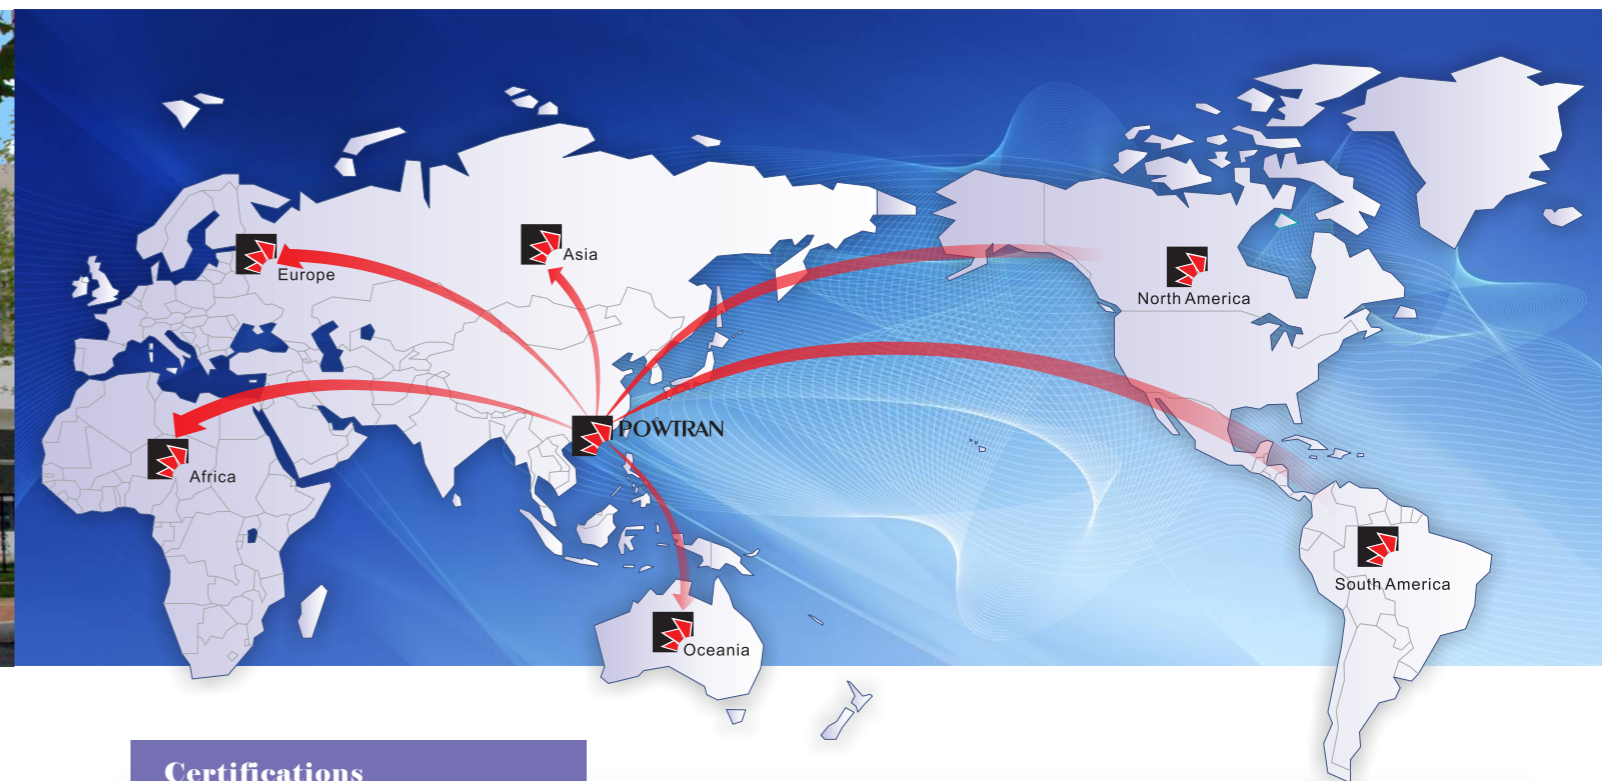 Asia
Europe
North America
POWTRAN
Africa
South America
Oceania
Certifications